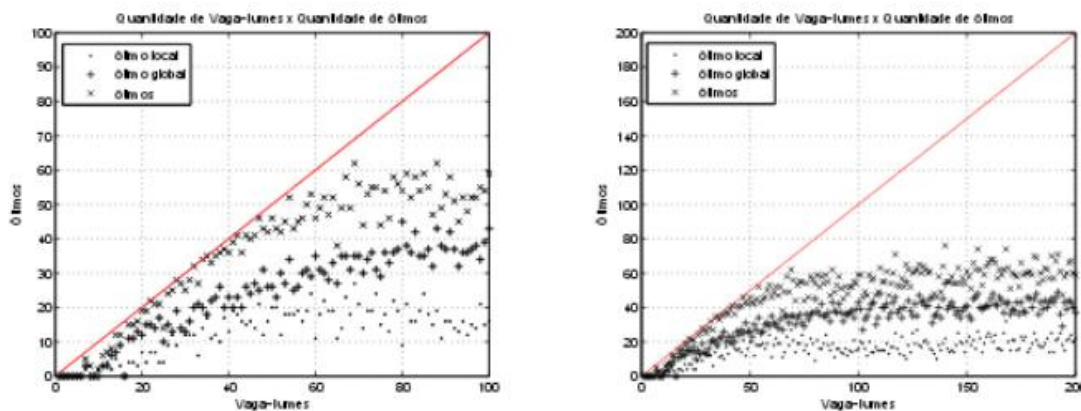 Quantidade de Vaga-lumes x Quantidade de ótimos
100
90
80
70
60
50
40
30
20
10
0
ótimo local
ótimo global
ótimos
Ótimos
0
20
40
60
80
100
Vaga-lumes
Quantidade de Vaga-lumes x Quantidade de ótimos
200
180
160
140
120
100
80
60
40
20
0
ótimo local
ótimo global
ótimos
Ótimos
0
50
100
150
200
Vaga-lumes